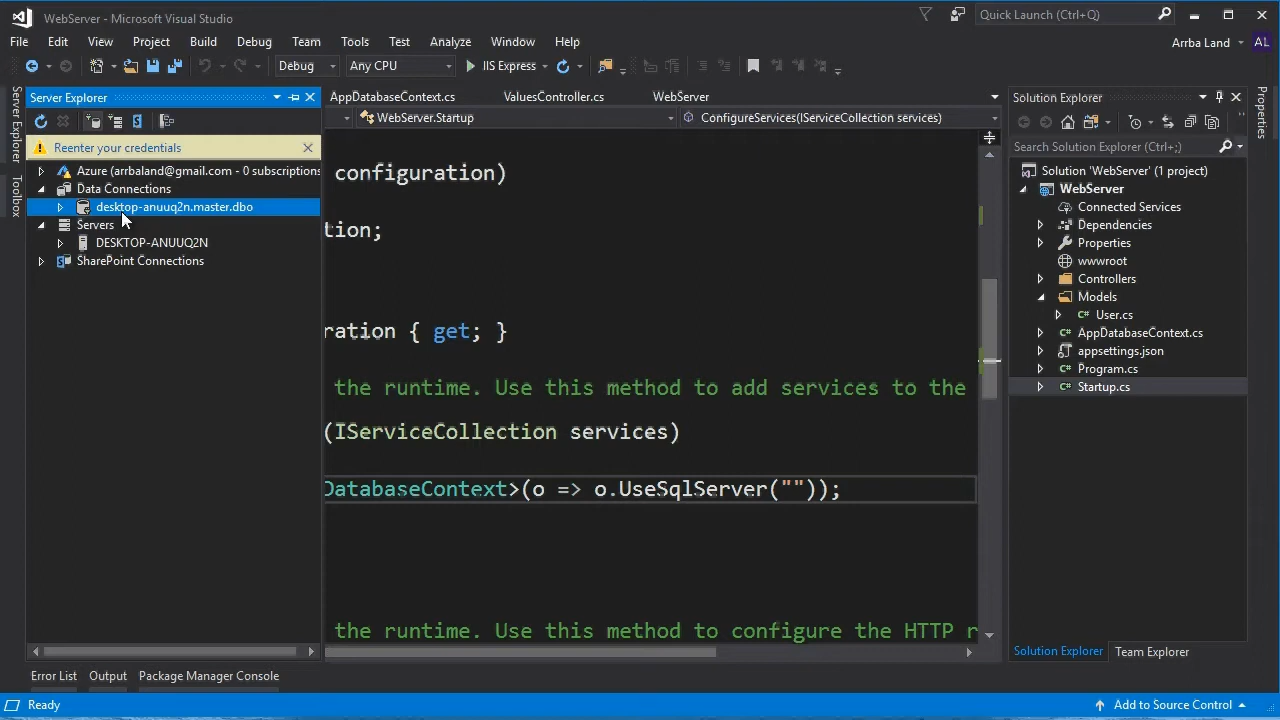 WebServer - Microsoft Visual Studio
Quick Launch (Ctrl+Q)
File Edit View Project Build Debug Team Tools Test Analyze Window Help
Arrba Land AL
Debug Any CPU IIS Express
Server Explorer
Toolbox
Server Explorer
Reenter your credentials
Azure (arrbaland@gmail.com - 0 subscriptions
Data Connections
desktop-anuuq2n.master.dbo
Servers
DESKTOP-ANUUQ2N
SharePoint Connections
AppDatabaseContext.cs ValuesController.cs WebServer
WebServer.Startup ConfigureServices(IServiceCollection services)
configuration)
tion;
ration { get; }
the runtime. Use this method to add services to the
(IServiceCollection services)
DatabaseContext>(o => o.UseSqlServer(""));
the runtime. Use this method to configure the HTTP r
Solution Explorer
Search Solution Explorer (Ctrl+;)
Solution 'WebServer' (1 project)
WebServer
Connected Services
Dependencies
Properties
wwwroot
Controllers
Models
C# User.cs
C# AppDatabaseContext.cs
appsettings.json
C# Program.cs
C# Startup.cs
Solution Explorer Team Explorer
Properties
Error List Output Package Manager Console
Ready
Add to Source Control